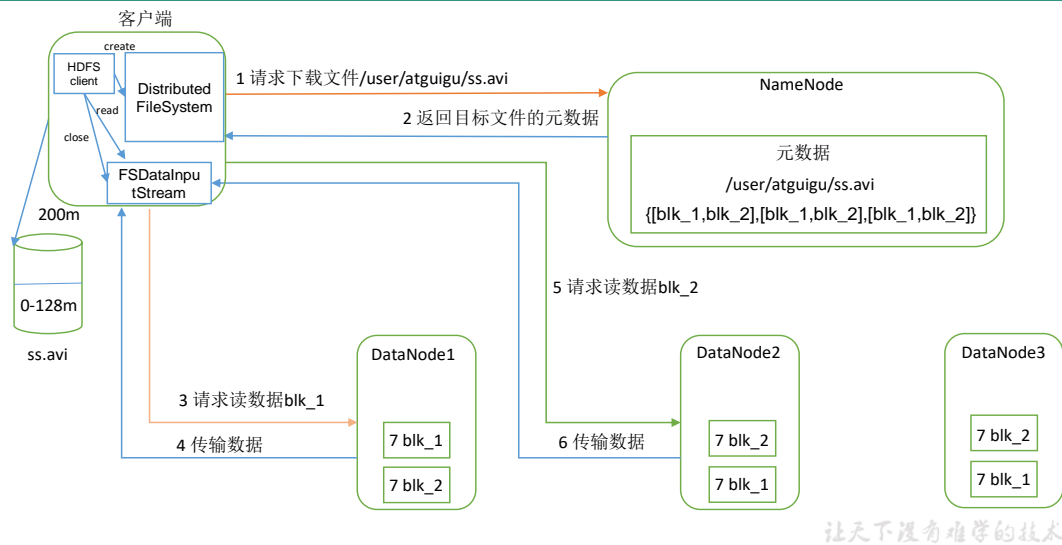 客户端
create
HDFS
client
Distributed
FileSystem
read
close
FSDataInpu
tStream
1 请求下载文件/user/atguigu/ss.avi
2 返回目标文件的元数据
NameNode
元数据
/user/atguigu/ss.avi
{[blk_1,blk_2],[blk_1,blk_2],[blk_1,blk_2]}
200m
0-128m
ss.avi
5 请求读数据blk_2
3 请求读数据blk_1
4 传输数据
6 传输数据
DataNode1
7 blk_1
7 blk_2
DataNode2
7 blk_2
7 blk_1
DataNode3
7 blk_2
7 blk_1
让天下没有难学的技术